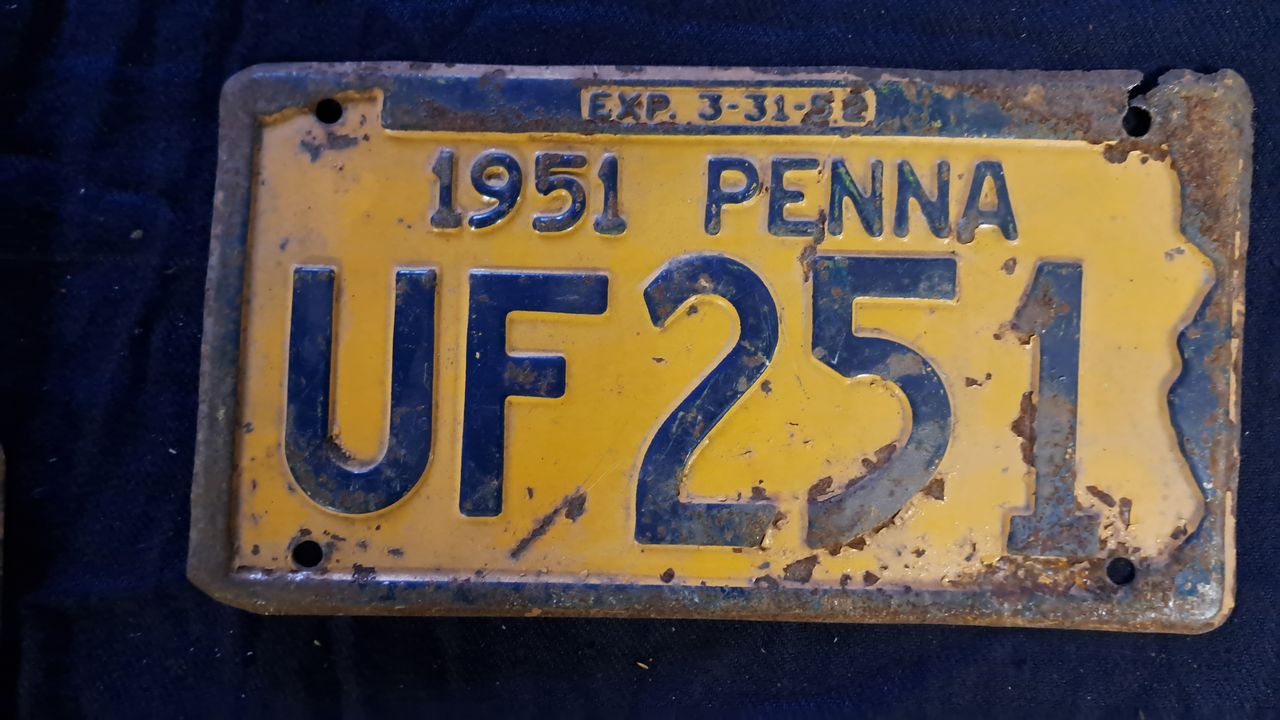 EXP. 3-31-52
1951 PENNA
UF251